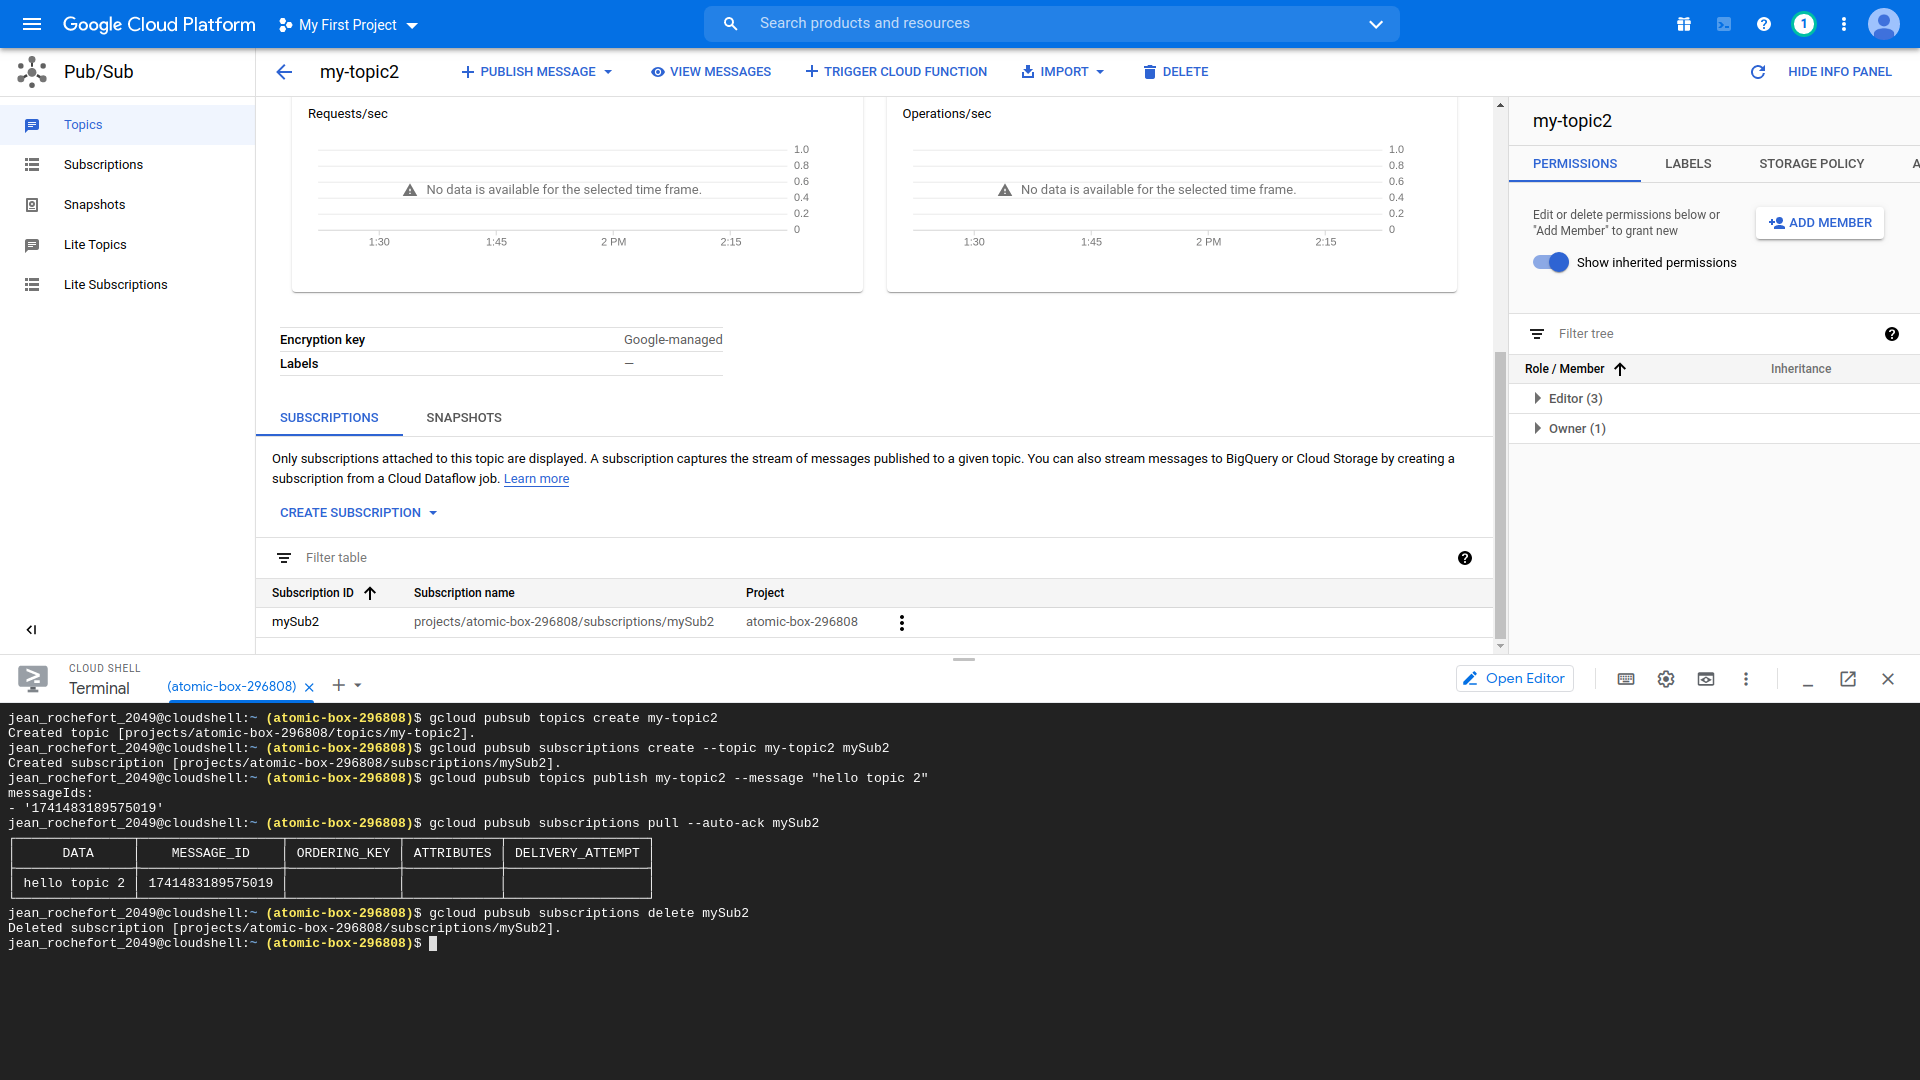 Google Cloud Platform My First Project Search products and resources 1
Pub/Sub my-topic2 PUBLISH MESSAGE VIEW MESSAGES TRIGGER CLOUD FUNCTION IMPORT DELETE HIDE INFO PANEL
Topics
Subscriptions
Snapshots
Lite Topics
Lite Subscriptions
Requests/sec
1.0
0.8
0.6
No data is available for the selected time frame.
0.4
0.2
0
1:30 1:45 2 PM 2:15
Operations/sec
1.0
0.8
0.6
No data is available for the selected time frame.
0.4
0.2
0
1:30 1:45 2 PM 2:15
Encryption key Google-managed
Labels —
SUBSCRIPTIONS SNAPSHOTS
Only subscriptions attached to this topic are displayed. A subscription captures the stream of messages published to a given topic. You can also stream messages to BigQuery or Cloud Storage by creating a
subscription from a Cloud Dataflow job. Learn more
CREATE SUBSCRIPTION
Filter table
Subscription ID Subscription name Project
mySub2 projects/atomic-box-296808/subscriptions/mySub2 atomic-box-296808
my-topic2
PERMISSIONS LABELS STORAGE POLICY A
Edit or delete permissions below or
"Add Member" to grant new
ADD MEMBER
Show inherited permissions
Filter tree
Role / Member Inheritance
Editor (3)
Owner (1)
CLOUD SHELL
Terminal (atomic-box-296808) Open Editor
jean_rochefort_2049@cloudshell:~ (atomic-box-296808)$ gcloud pubsub topics create my-topic2
Created topic [projects/atomic-box-296808/topics/my-topic2].
jean_rochefort_2049@cloudshell:~ (atomic-box-296808)$ gcloud pubsub subscriptions create --topic my-topic2 mySub2
Created subscription [projects/atomic-box-296808/subscriptions/mySub2].
jean_rochefort_2049@cloudshell:~ (atomic-box-296808)$ gcloud pubsub topics publish my-topic2 --message "hello topic 2"
messageIds:
- '1741483189575019'
jean_rochefort_2049@cloudshell:~ (atomic-box-296808)$ gcloud pubsub subscriptions pull --auto-ack mySub2
DATA MESSAGE_ID ORDERING_KEY ATTRIBUTES DELIVERY_ATTEMPT
hello topic 2 1741483189575019
jean_rochefort_2049@cloudshell:~ (atomic-box-296808)$ gcloud pubsub subscriptions delete mySub2
Deleted subscription [projects/atomic-box-296808/subscriptions/mySub2].
jean_rochefort_2049@cloudshell:~ (atomic-box-296808)$